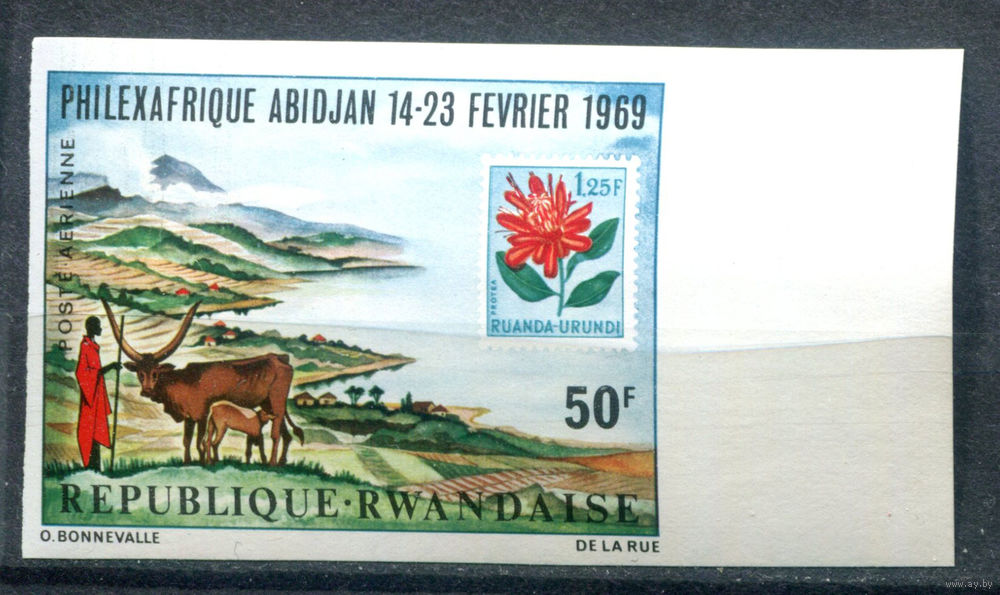 PHILEXAFRIQUE ABIDJAN 14-23 FEVRIER 1969
POSTE AERIENNE
1.25F
PROTEA
RUANDA-URUNDI
50F
REPUBLIQUE·RWANDAISE
O.BONNEVALLE
DE LA RUE
www.ay.by